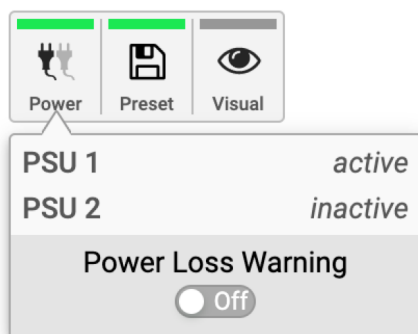 Power Preset Visual
PSU 1 active
PSU 2 inactive
Power Loss Warning
Off